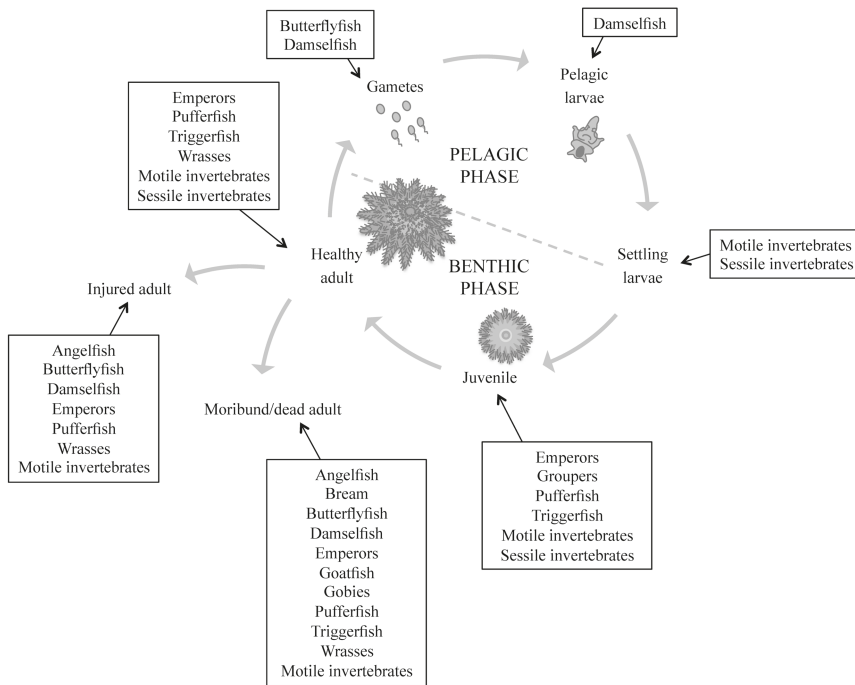 Butterflyfish
Damselfish
Gametes
Damselfish
Pelagic
larvae
Emperors
Pufferfish
Triggerfish
Wrasses
Motile invertebrates
Sessile invertebrates
PELAGIC
PHASE
Healthy
adult
BENTHIC
PHASE
Settling
larvae
Motile invertebrates
Sessile invertebrates
Injured adult
Angelfish
Butterflyfish
Damselfish
Emperors
Pufferfish
Wrasses
Motile invertebrates
Moribund/dead adult
Angelfish
Bream
Butterflyfish
Damselfish
Emperors
Goatfish
Gobies
Pufferfish
Triggerfish
Wrasses
Motile invertebrates
Juvenile
Emperors
Groupers
Pufferfish
Triggerfish
Motile invertebrates
Sessile invertebrates